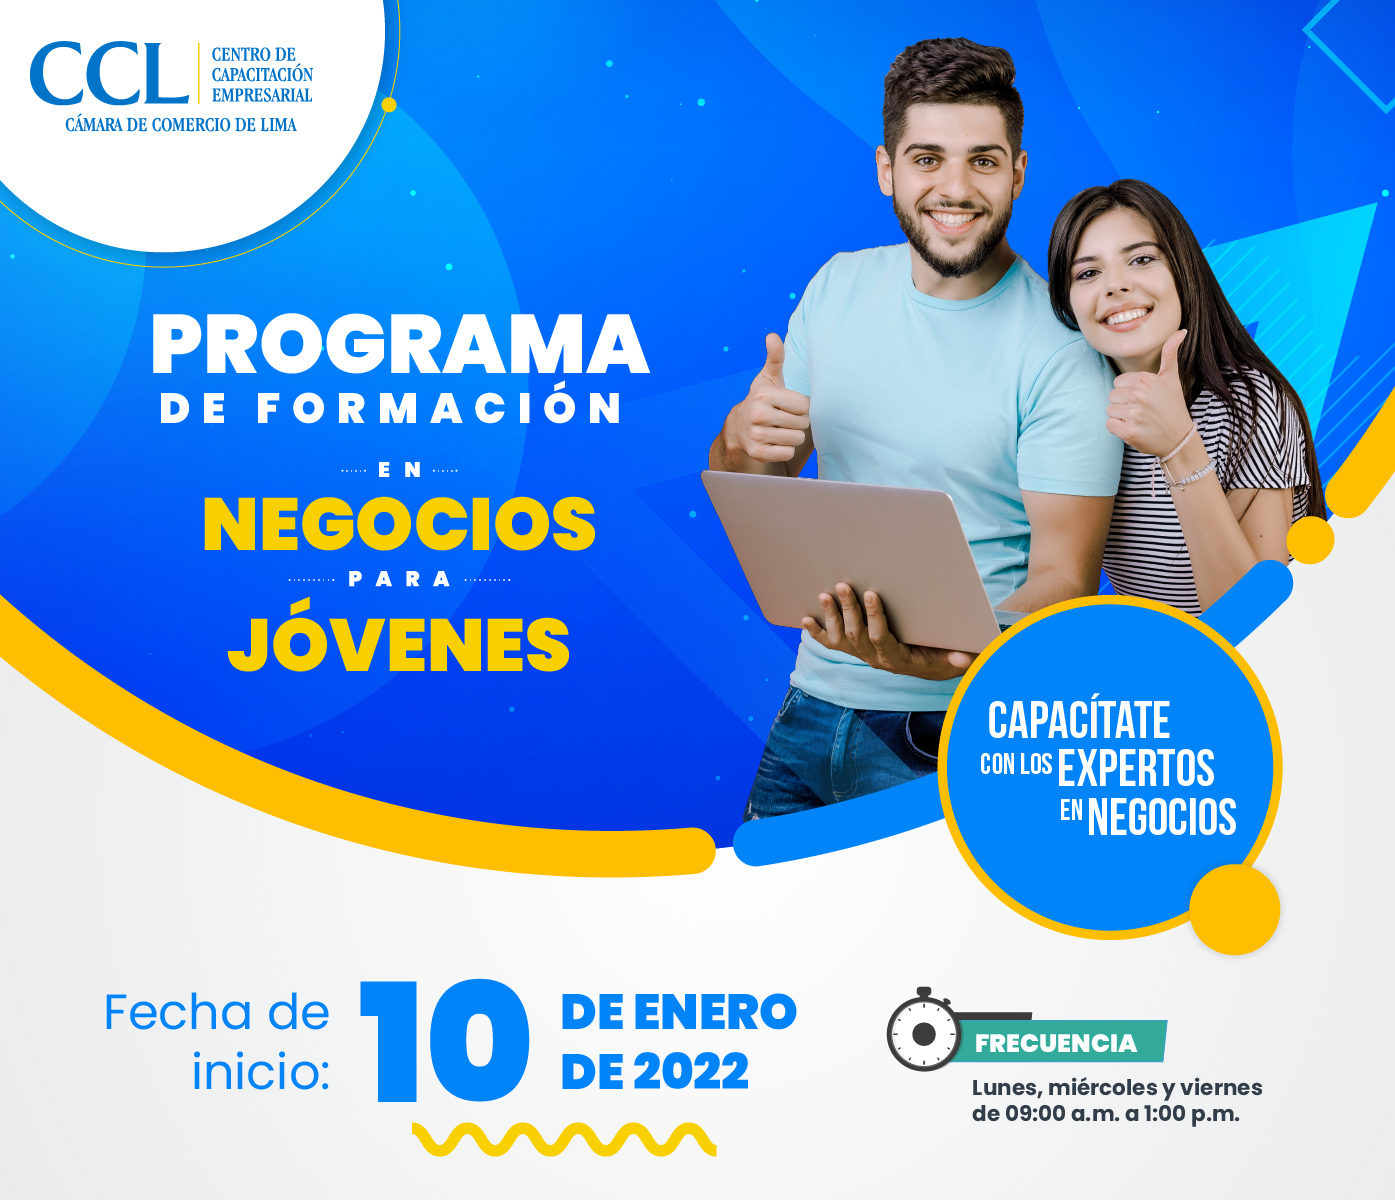 CCL
CENTRO DE
CAPACITACIÓN
EMPRESARIAL
CÁMARA DE COMERCIO DE LIMA
PROGRAMA
DE FORMACIÓN
EN
NEGOCIOS
PARA
JÓVENES
CAPACÍTATE
CON LOS EXPERTOS
EN NEGOCIOS
Fecha de
inicio:
10
DE ENERO
DE 2022
FRECUENCIA
Lunes, miércoles y viernes
de 09:00 a.m. a 1:00 p.m.